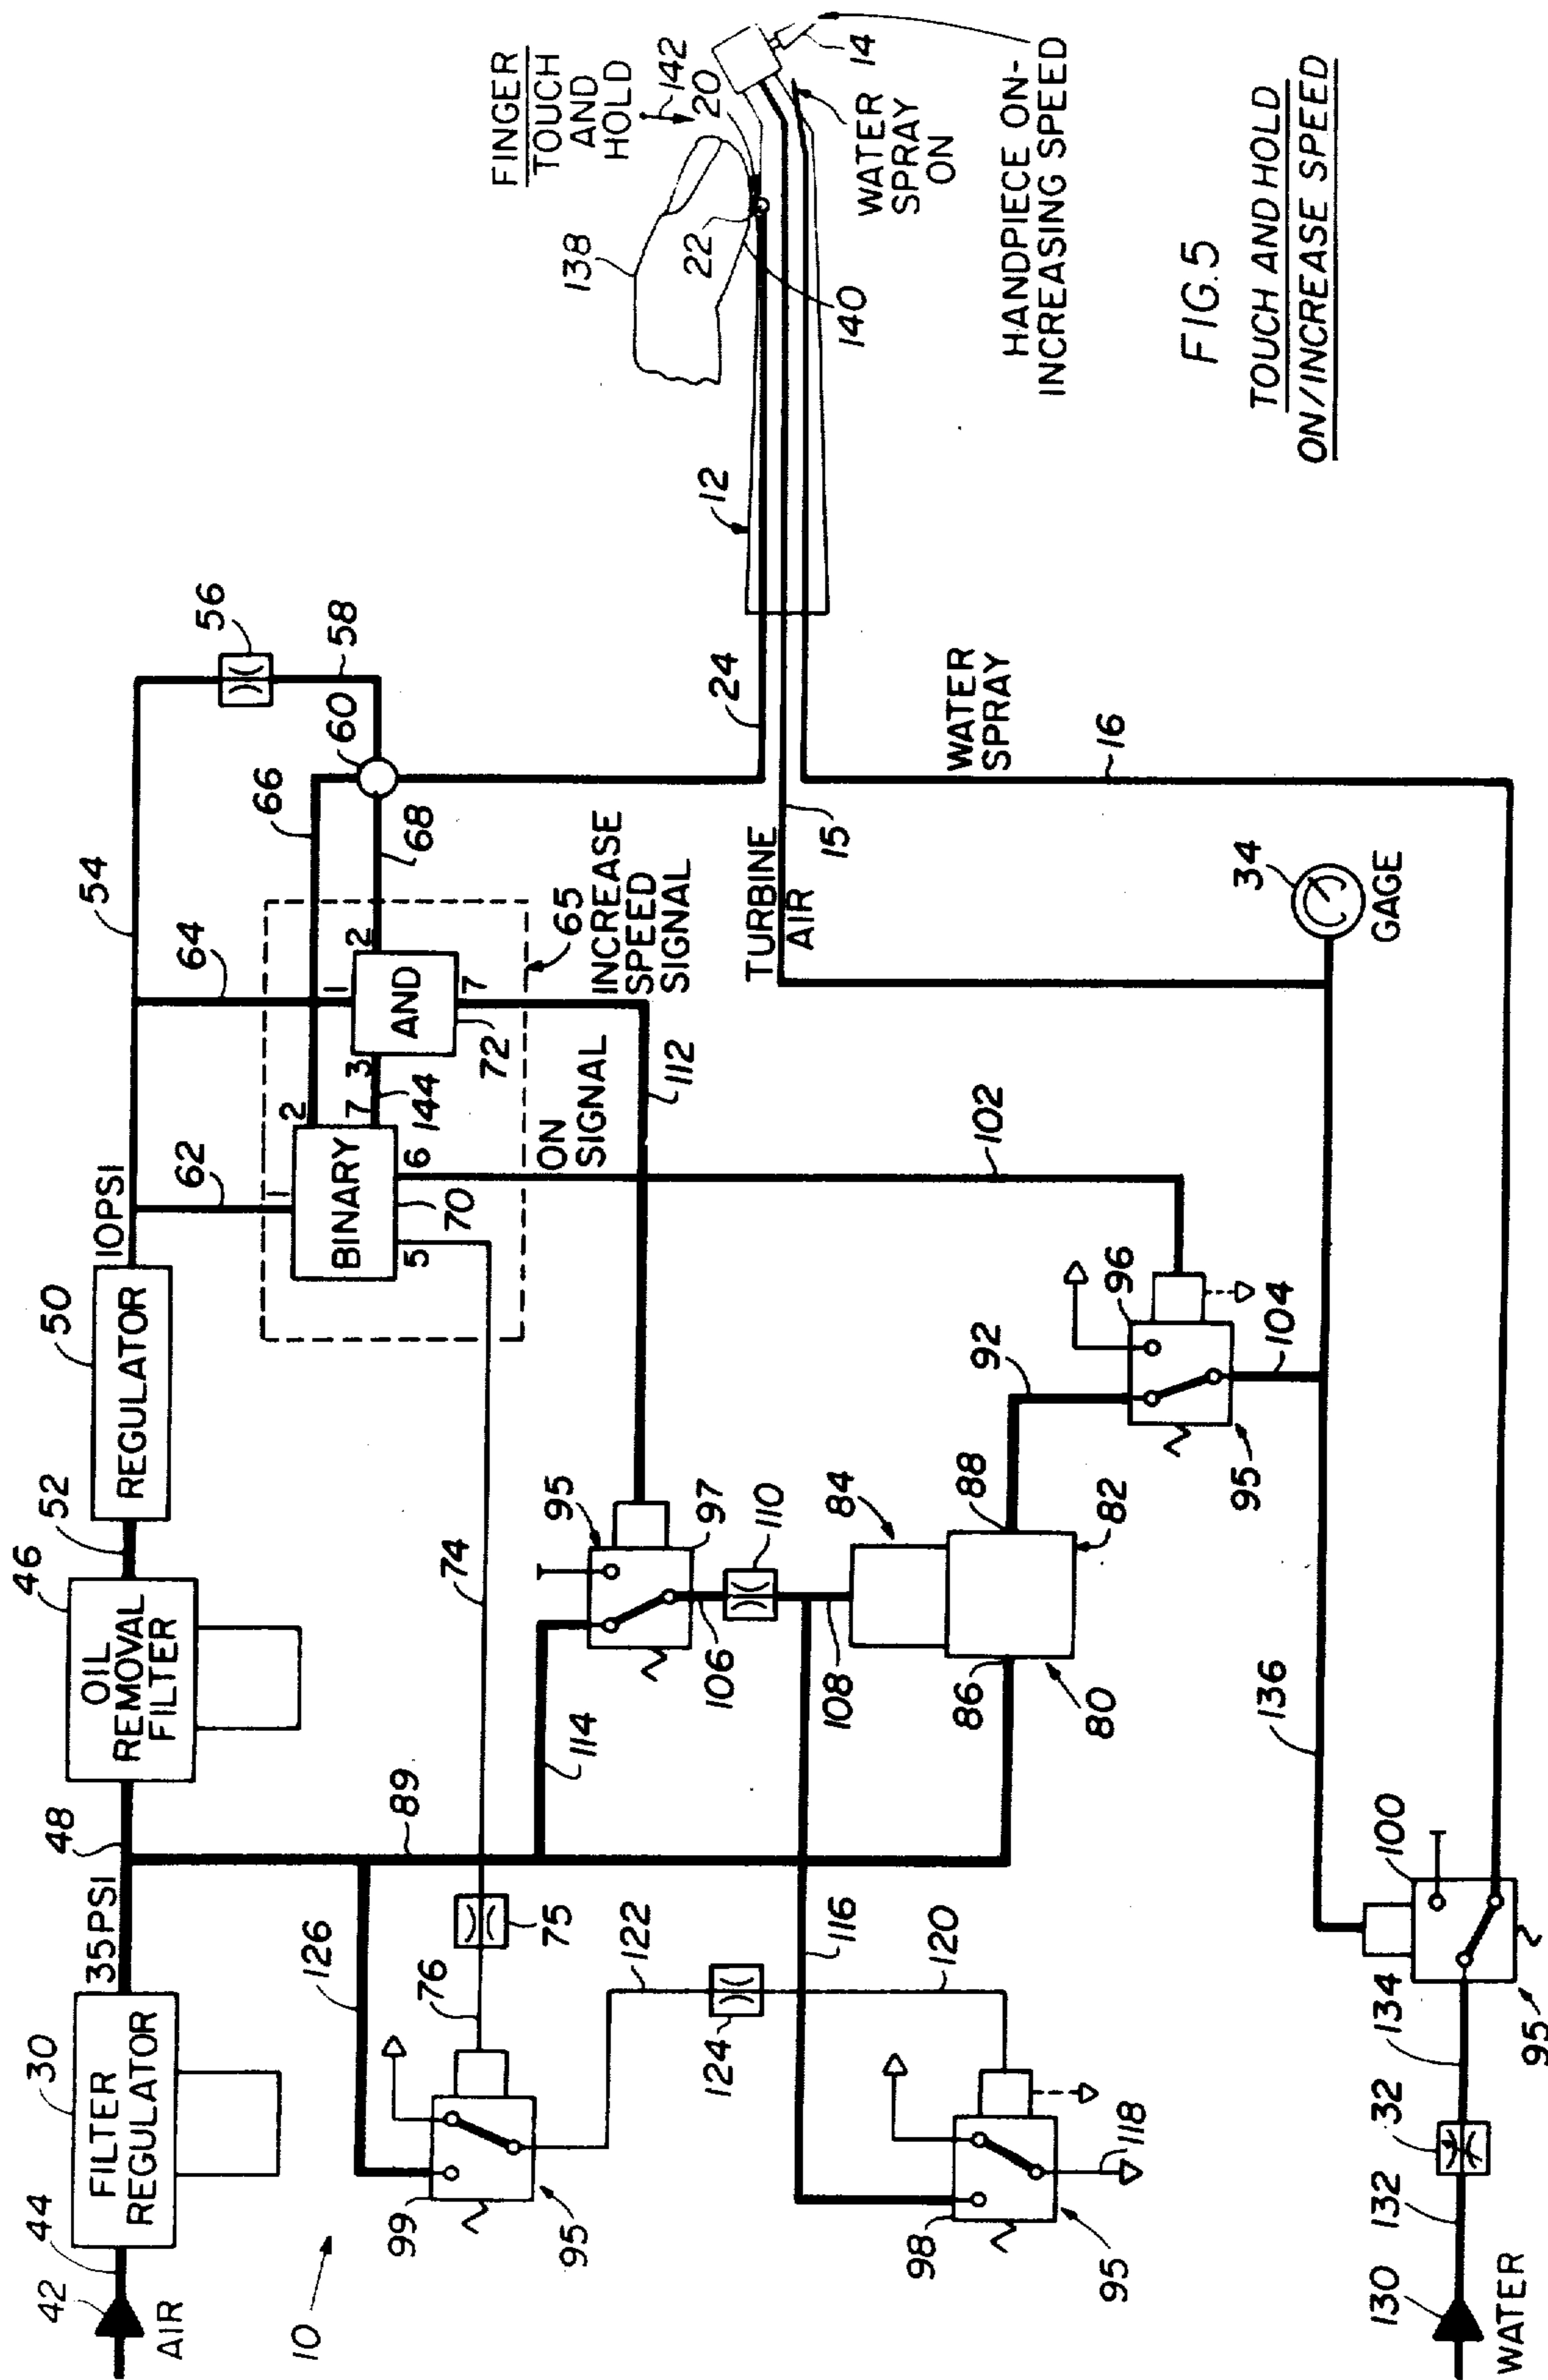 42
44
AIR
30
FILTER
REGULATOR
35PSI
48
46
OIL
REMOVAL
FILTER
52
50
REGULATOR
10PSI
62
64
54
56
58
60
66
68
1
2
BINARY
7
144
3
5
6
70
1
2
AND
7
72
65
INCREASE
SPEED
SIGNAL
ON
SIGNAL
112
102
10
126
89
99
95
76
75
74
122
124
120
116
98
95
118
114
95
97
106
110
108
84
86
88
80
82
92
96
95
104
136
TURBINE
AIR
15
24
WATER
SPRAY
16
34
GAGE
130
WATER
132
32
134
100
95
12
138
22
20
140
142
FINGER
TOUCH
AND
HOLD
14
WATER
SPRAY
ON
HANDPIECE ON-
INCREASING SPEED
FIG. 5
TOUCH AND HOLD
ON/INCREASE SPEED